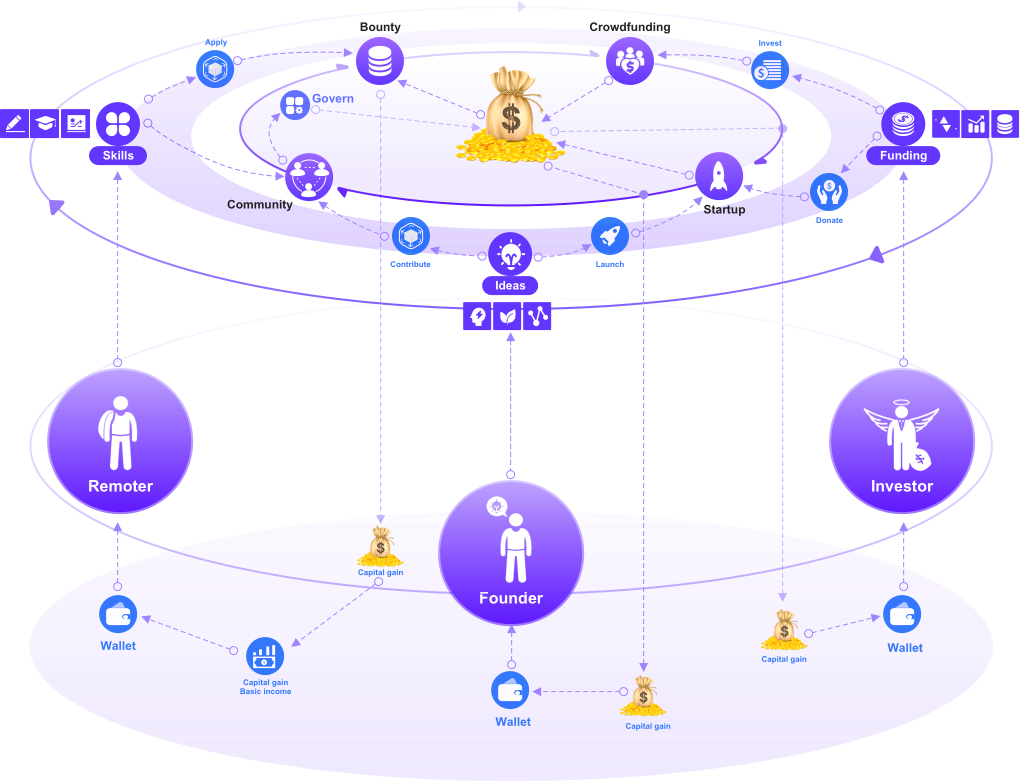 Bounty
Crowdfunding
Apply
Invest
Govern
Skills
Funding
Community
Startup
Donate
Contribute
Launch
Ideas
Remoter
Investor
Founder
Capital gain
Wallet
Wallet
Capital gain
Capital gain
Basic income
Wallet
Capital gain